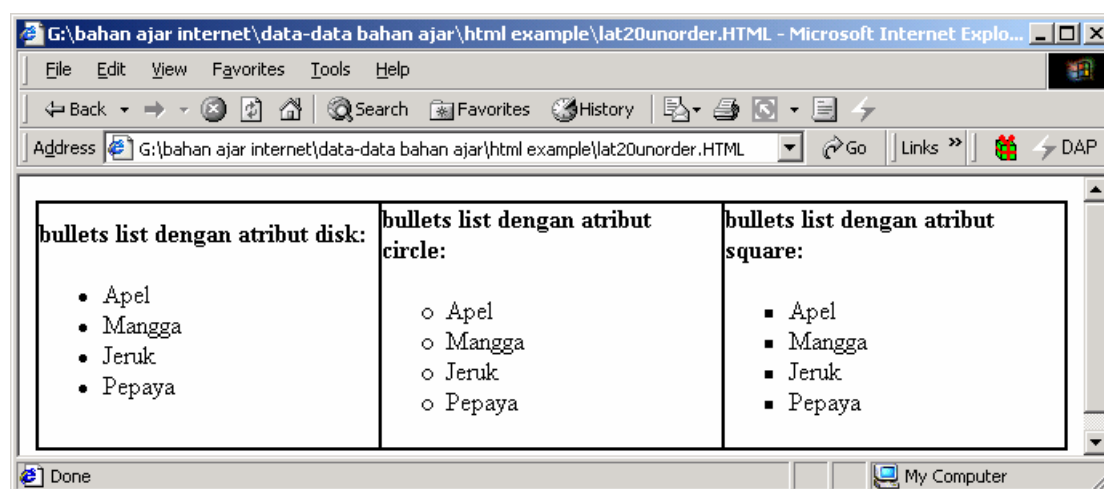 G:\bahan ajar internet\data-data bahan ajar\html example\lat20unorder.HTML - Microsoft Internet Explo...
File Edit View Favorites Tools Help
Back Search Favorites History
Address G:\bahan ajar internet\data-data bahan ajar\html example\lat20unorder.HTML Go Links » DAP
bullets list dengan atribut disk:
• Apel
• Mangga
• Jeruk
• Pepaya
bullets list dengan atribut
circle:
○ Apel
○ Mangga
○ Jeruk
○ Pepaya
bullets list dengan atribut
square:
▪ Apel
▪ Mangga
▪ Jeruk
▪ Pepaya
Done My Computer